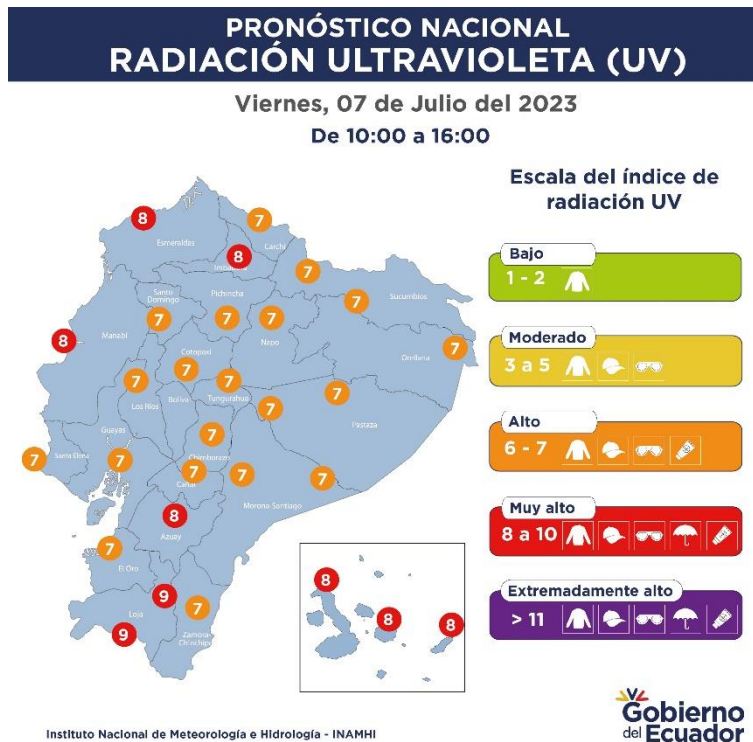 PRONÓSTICO NACIONAL
RADIACIÓN ULTRAVIOLETA (UV)
Viernes, 07 de Julio del 2023
De 10:00 a 16:00
Escala del índice de
radiación UV
Bajo
1 - 2
Moderado
3 a 5
Alto
6 - 7
Muy alto
8 a 10
Extremadamente alto
> 11
8
Esmeraldas
7
Carchi
8
Imbabura
7
Sucumbíos
7
Santo
Domingo
Pichincha
7
7
7
Napo
8
Manabí
7
Orellana
Cotopaxi
7
7
Los Ríos
Bolívar
7
Tungurahua
7
7
Pastaza
Guayas
7
Santa Elena
7
7
Chimborazo
7
Cañar
7
7
Morona Santiago
8
Azuay
7
El Oro
9
Loja
9
7
Zamora
Chinchipe
8
8
8
Instituto Nacional de Meteorología e Hidrología - INAMHI
Gobierno
del Ecuador